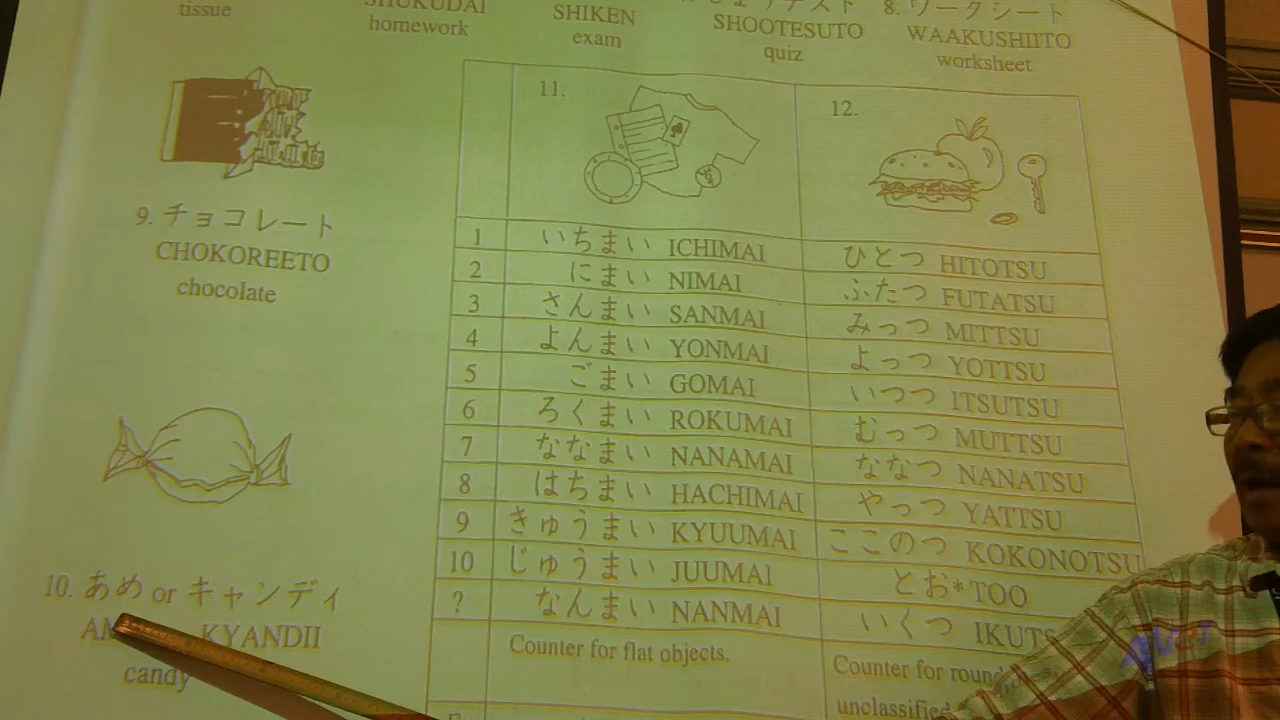 tissue
SHUKUDAI
homework
SHIKEN
exam
SHOOTESUTO
quiz
8. ワークシート
WAAKUSHIITO
worksheet
9. チョコレート
CHOKOREETO
chocolate
10. あめ or キャンディ
KYANDII
candy
11.
12.
1 いちまい ICHIMAI ひとつ HITOTSU
2 にまい NIMAI ふたつ FUTATSU
3 さんまい SANMAI みっつ MITTSU
4 よんまい YONMAI よっつ YOTTSU
5 ごまい GOMAI いつつ ITSUTSU
6 ろくまい ROKUMAI むっつ MUTTSU
7 ななまい NANAMAI ななつ NANATSU
8 はちまい HACHIMAI やっつ YATTSU
9 きゅうまい KYUUMAI ここのつ KOKONOTSU
10 じゅうまい JUUMAI とお* TOO
? なんまい NANMAI いくつ IKUTS
Counter for flat objects.
Counter for round
unclassified